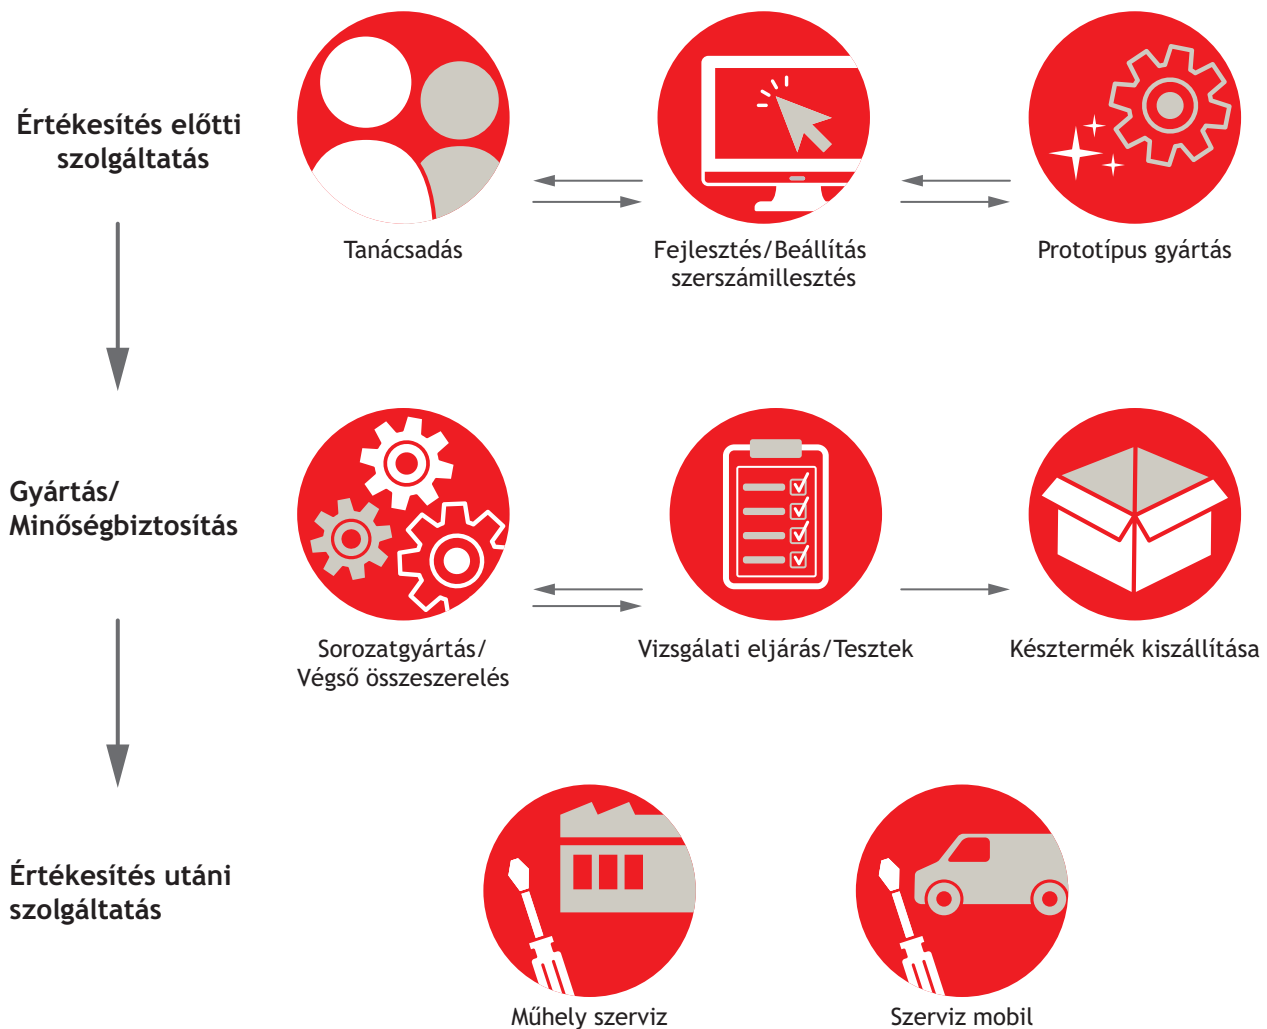 Értékesítés előtti
szolgáltatás
Tanácsadás
Fejlesztés/Beállítás
szerszámillesztés
Prototípus gyártás
Gyártás/
Minőségbiztosítás
Sorozatgyártás/
Végső összeszerelés
Vizsgálati eljárás/Tesztek
Késztermék kiszállítása
Értékesítés utáni
szolgáltatás
Műhely szerviz
Szerviz mobil